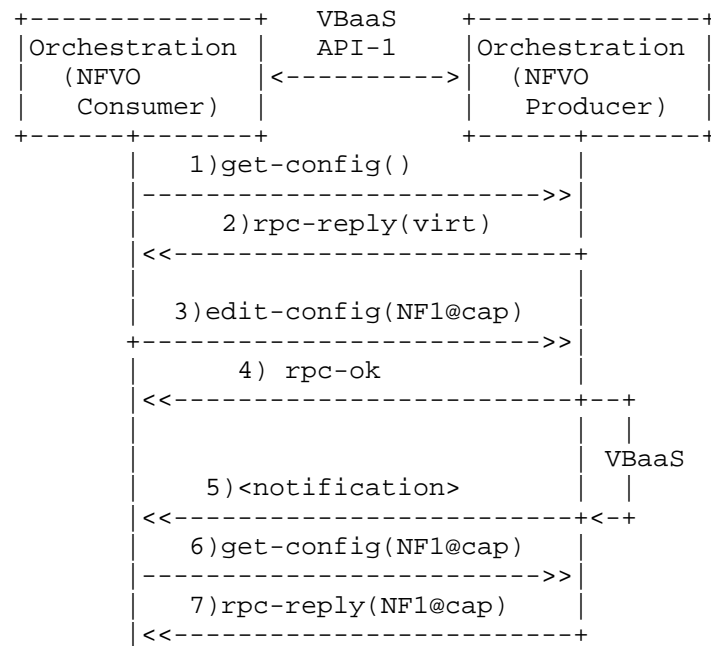 VBaaS
Orchestration API-1 Orchestration
(NFVO <----------> (NFVO
Consumer) Producer)
1)get-config()
2)rpc-reply(virt)
3)edit-config(NF1@cap)
4) rpc-ok
VBaaS
5)<notification>
6)get-config(NF1@cap)
7)rpc-reply(NF1@cap)